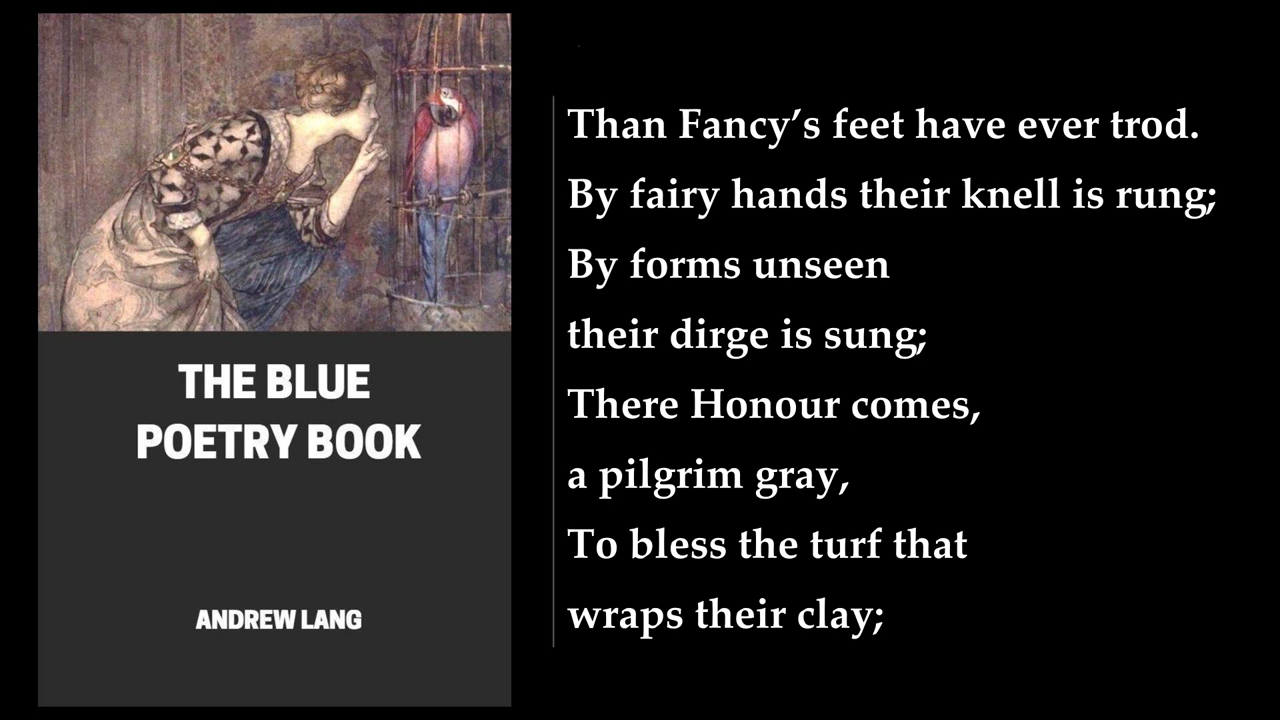 THE BLUE
POETRY BOOK
ANDREW LANG
Than Fancy’s feet have ever trod.
By fairy hands their knell is rung;
By forms unseen
their dirge is sung;
There Honour comes,
a pilgrim gray,
To bless the turf that
wraps their clay;